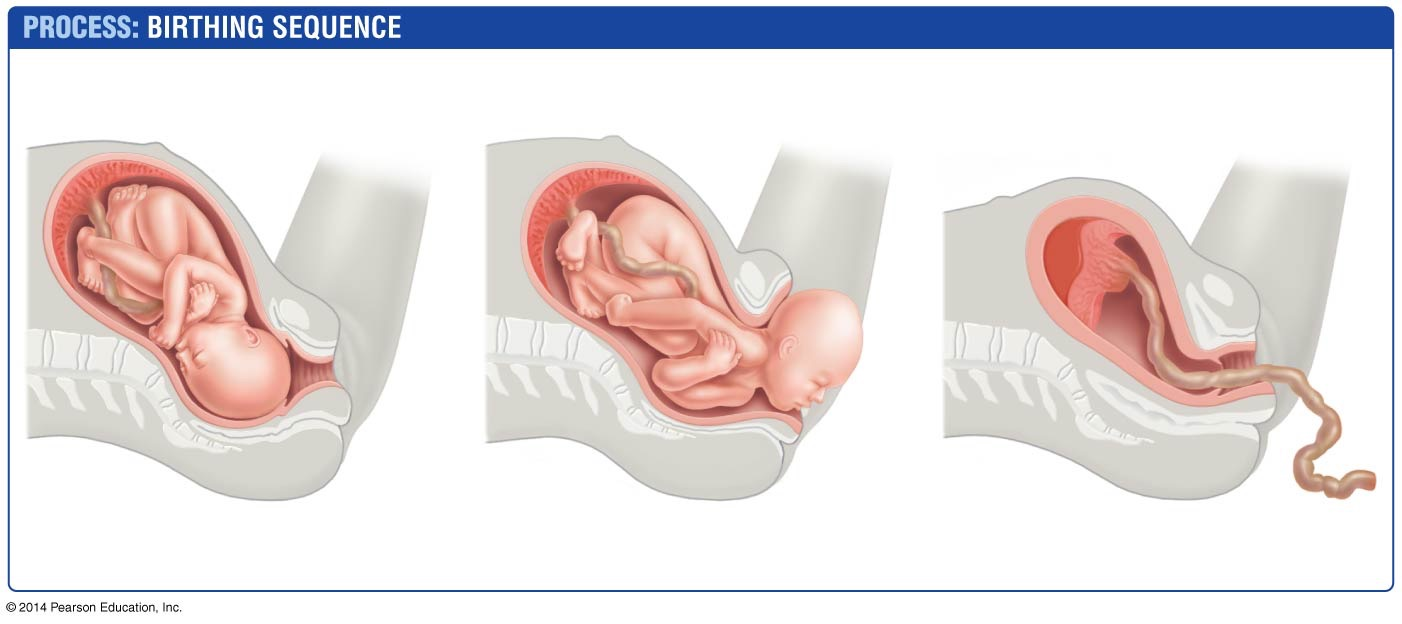 PROCESS: BIRTHING SEQUENCE
© 2014 Pearson Education, Inc.